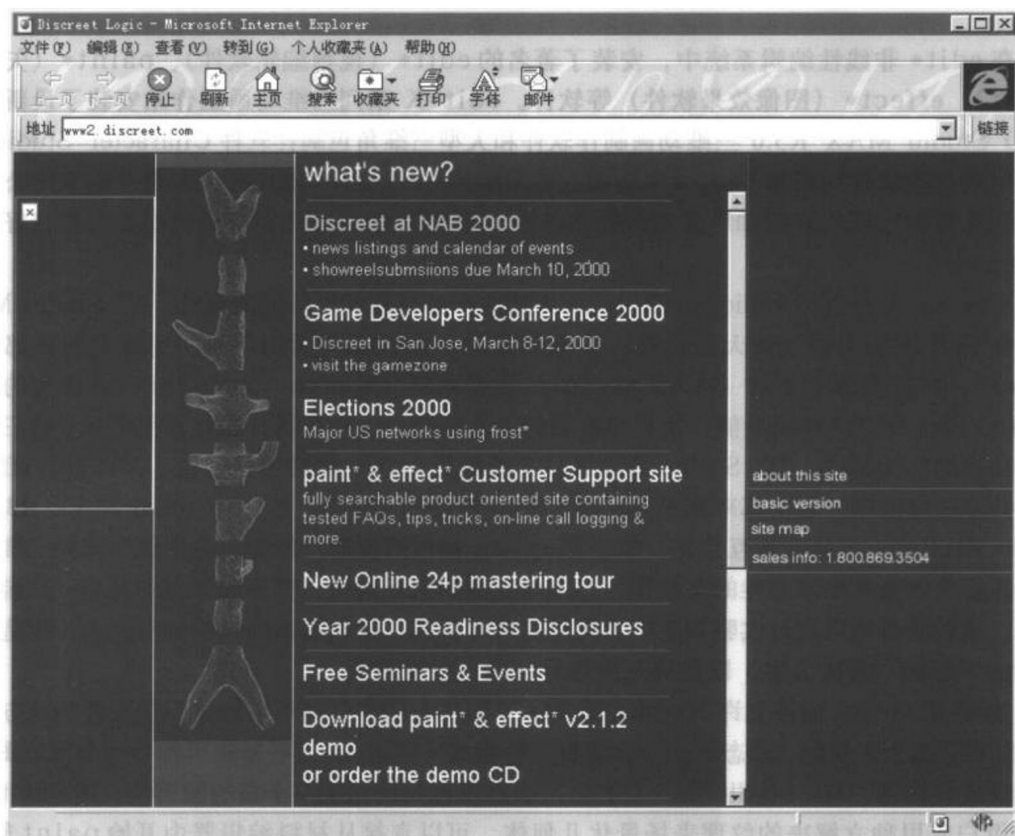 Discreet Logic - Microsoft Internet Explorer
文件(F) 编辑(E) 查看(V) 转到(G) 个人收藏夹(A) 帮助(H)
上一页 下一页 停止 刷新 主页 搜索 收藏夹 打印 字体 邮件
地址 www2.discreet.com 链接
what's new?
Discreet at NAB 2000
• news listings and calendar of events
• showreelsubmsiions due March 10, 2000
Game Developers Conference 2000
• Discreet in San Jose, March 8-12, 2000
• visit the gamezone
Elections 2000
Major US networks using frost*
paint* & effect* Customer Support site
fully searchable product oriented site containing
tested FAQs, tips, tricks, on-line call logging &
more.
New Online 24p mastering tour
Year 2000 Readiness Disclosures
Free Seminars & Events
Download paint* & effect* v2.1.2
demo
or order the demo CD
about this site
basic version
site map
sales info: 1.800.869.3504